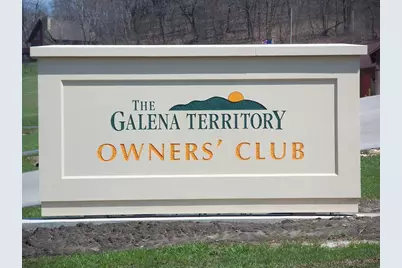 THE
GALENA TERRITORY
OWNERS' CLUB